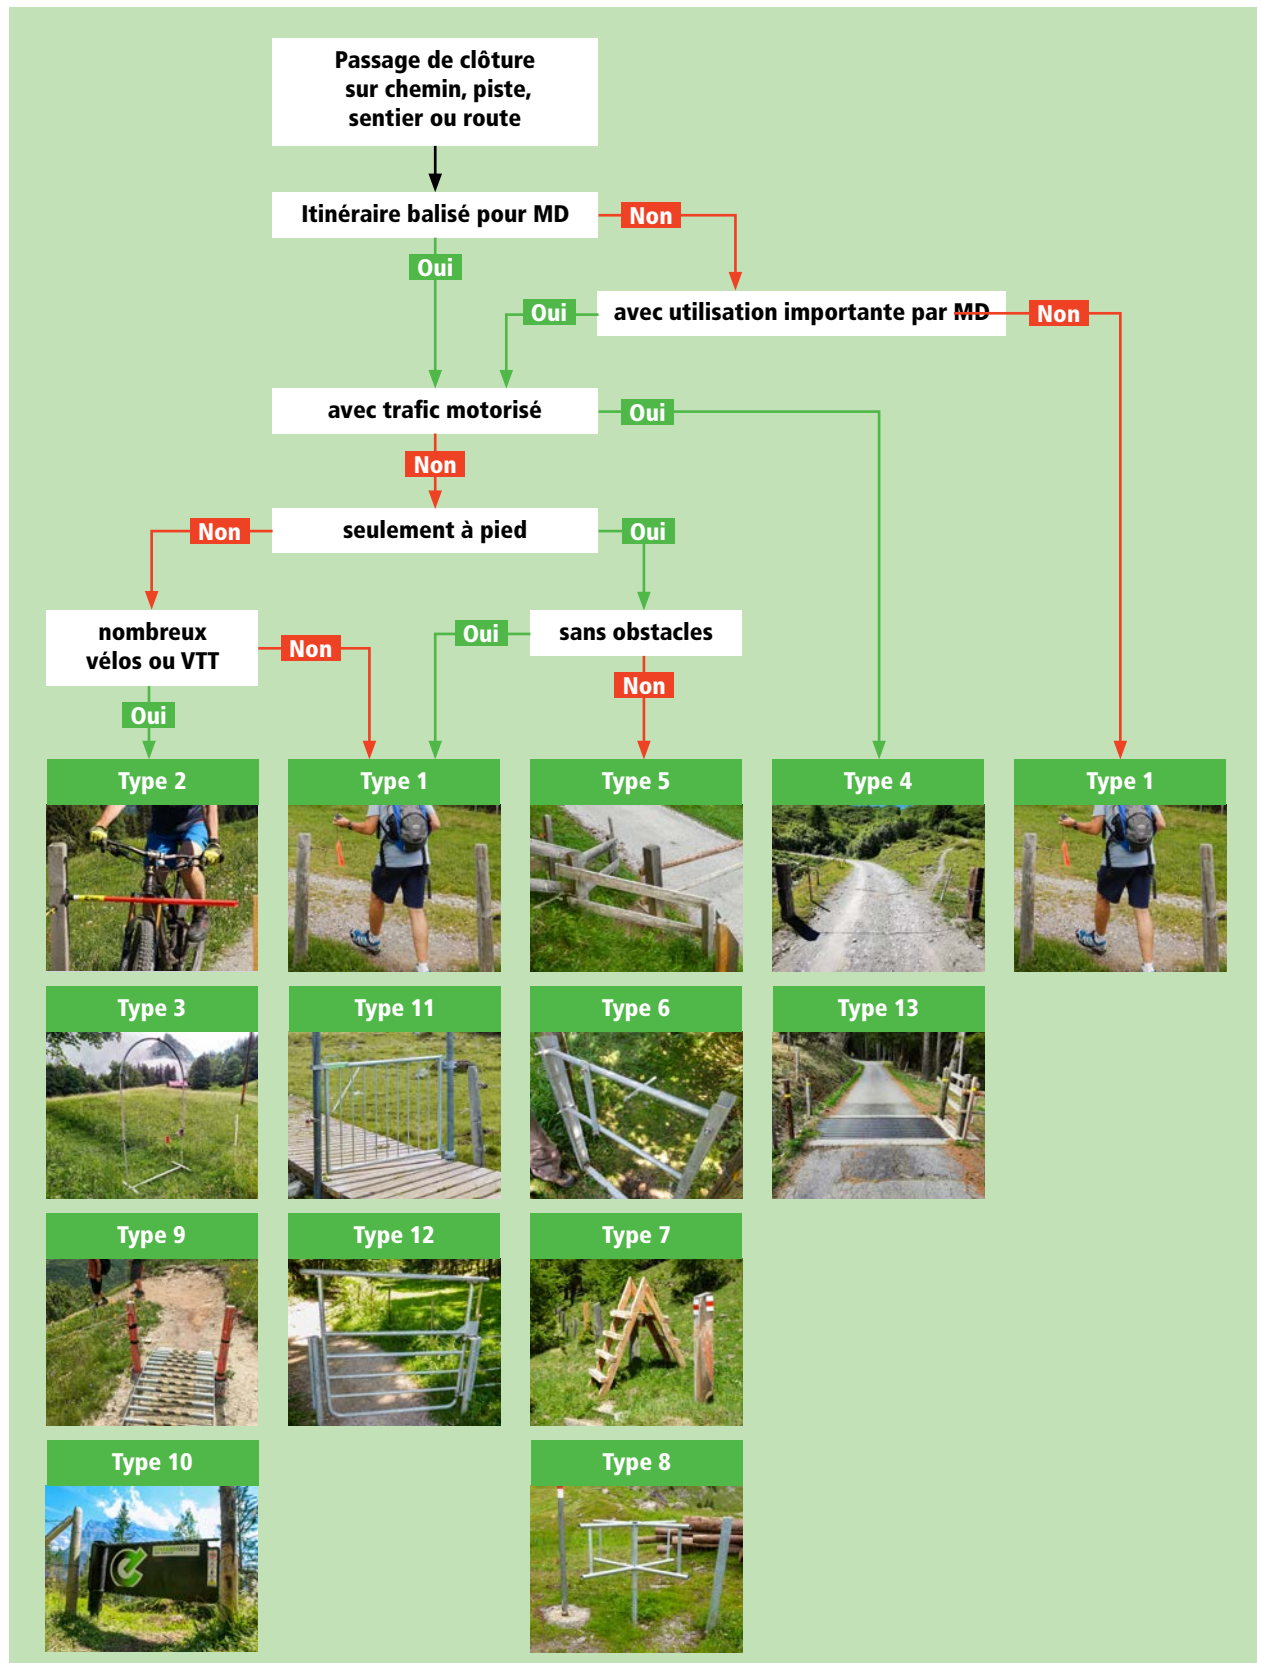 Passage de clôture
sur chemin, piste,
sentier ou route
Itinéraire balisé pour MD
Non
Oui
Oui
avec utilisation importante par MD
Non
avec trafic motorisé
Oui
Non
Non
seulement à pied
Oui
nombreux
vélos ou VTT
Non
Oui
sans obstacles
Non
Oui
Type 2
Type 1
Type 5
Type 4
Type 1
Type 3
Type 11
Type 6
Type 13
Type 9
Type 12
Type 7
Type 10
Type 8